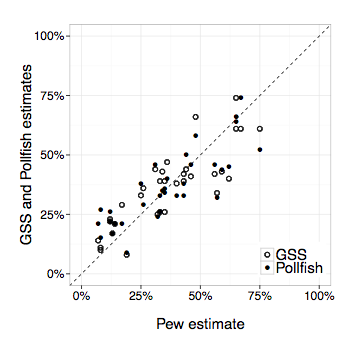 100%
75%
50%
25%
0%
GSS and Pollfish estimates
GSS
Pollfish
0% 25% 50% 75% 100%
Pew estimate